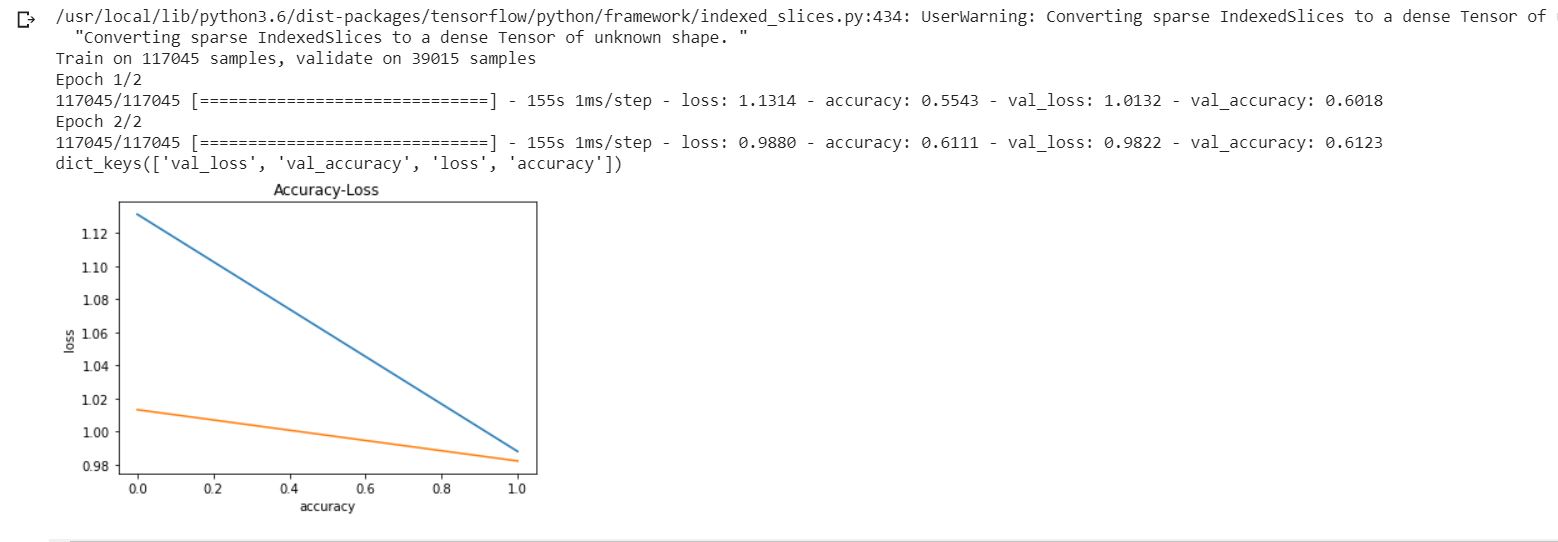 /usr/local/lib/python3.6/dist-packages/tensorflow/python/framework/indexed_slices.py:434: UserWarning: Converting sparse IndexedSlices to a dense Tensor of
"Converting sparse IndexedSlices to a dense Tensor of unknown shape. "
Train on 117045 samples, validate on 39015 samples
Epoch 1/2
117045/117045 [==============================] - 155s 1ms/step - loss: 1.1314 - accuracy: 0.5543 - val_loss: 1.0132 - val_accuracy: 0.6018
Epoch 2/2
117045/117045 [==============================] - 155s 1ms/step - loss: 0.9880 - accuracy: 0.6111 - val_loss: 0.9822 - val_accuracy: 0.6123
dict_keys(['val_loss', 'val_accuracy', 'loss', 'accuracy'])
Accuracy-Loss
1.12
1.10
1.08
1.06
1.04
1.02
1.00
0.98
loss
0.0 0.2 0.4 0.6 0.8 1.0
accuracy